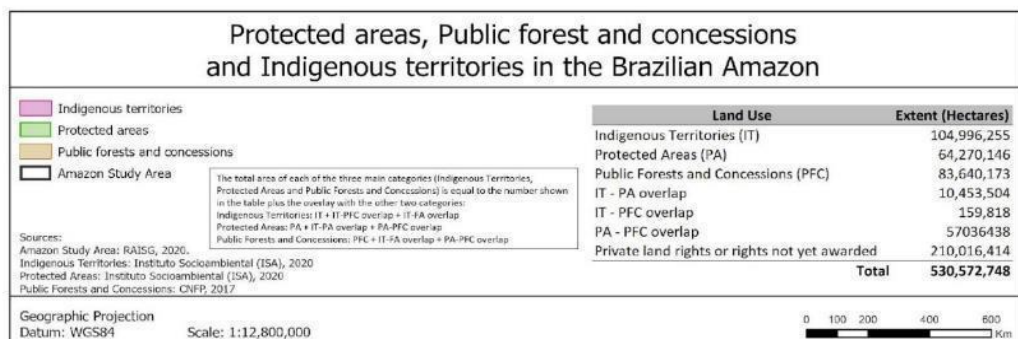 Protected areas, Public forest and concessions
and Indigenous territories in the Brazilian Amazon
Indigenous territories
Protected areas
Public forests and concessions
Amazon Study Area
The total area of each of the three main categories (Indigenous Territories,
Protected Areas and Public Forests and Concessions) is equal to the number shown
in the table plus the overlay with the other two categories:
Indigenous Territories: IT + IT-PFC overlap + IT-FA overlap
Protected Areas: PA + IT-PA overlap + PA-PFC overlap
Public Forests and Concessions: PFC + IT-FA overlap + PA-PFC overlap
Sources:
Amazon Study Area: RAISG, 2020.
Indigenous Territories: Instituto Socioambiental (ISA), 2020
Protected Areas: Instituto Socioambiental (ISA), 2020
Public Forests and Concessions: CNFP, 2017
Land Use Extent (Hectares)
Indigenous Territories (IT) 104,996,255
Protected Areas (PA) 64,270,146
Public Forests and Concessions (PFC) 83,640,173
IT - PA overlap 10,453,504
IT - PFC overlap 159,818
PA - PFC overlap 57036438
Private land rights or rights not yet awarded 210,016,414
Total 530,572,748
Geographic Projection
Datum: WGS84 Scale: 1:12,800,000
0 100 200 400 600
Km